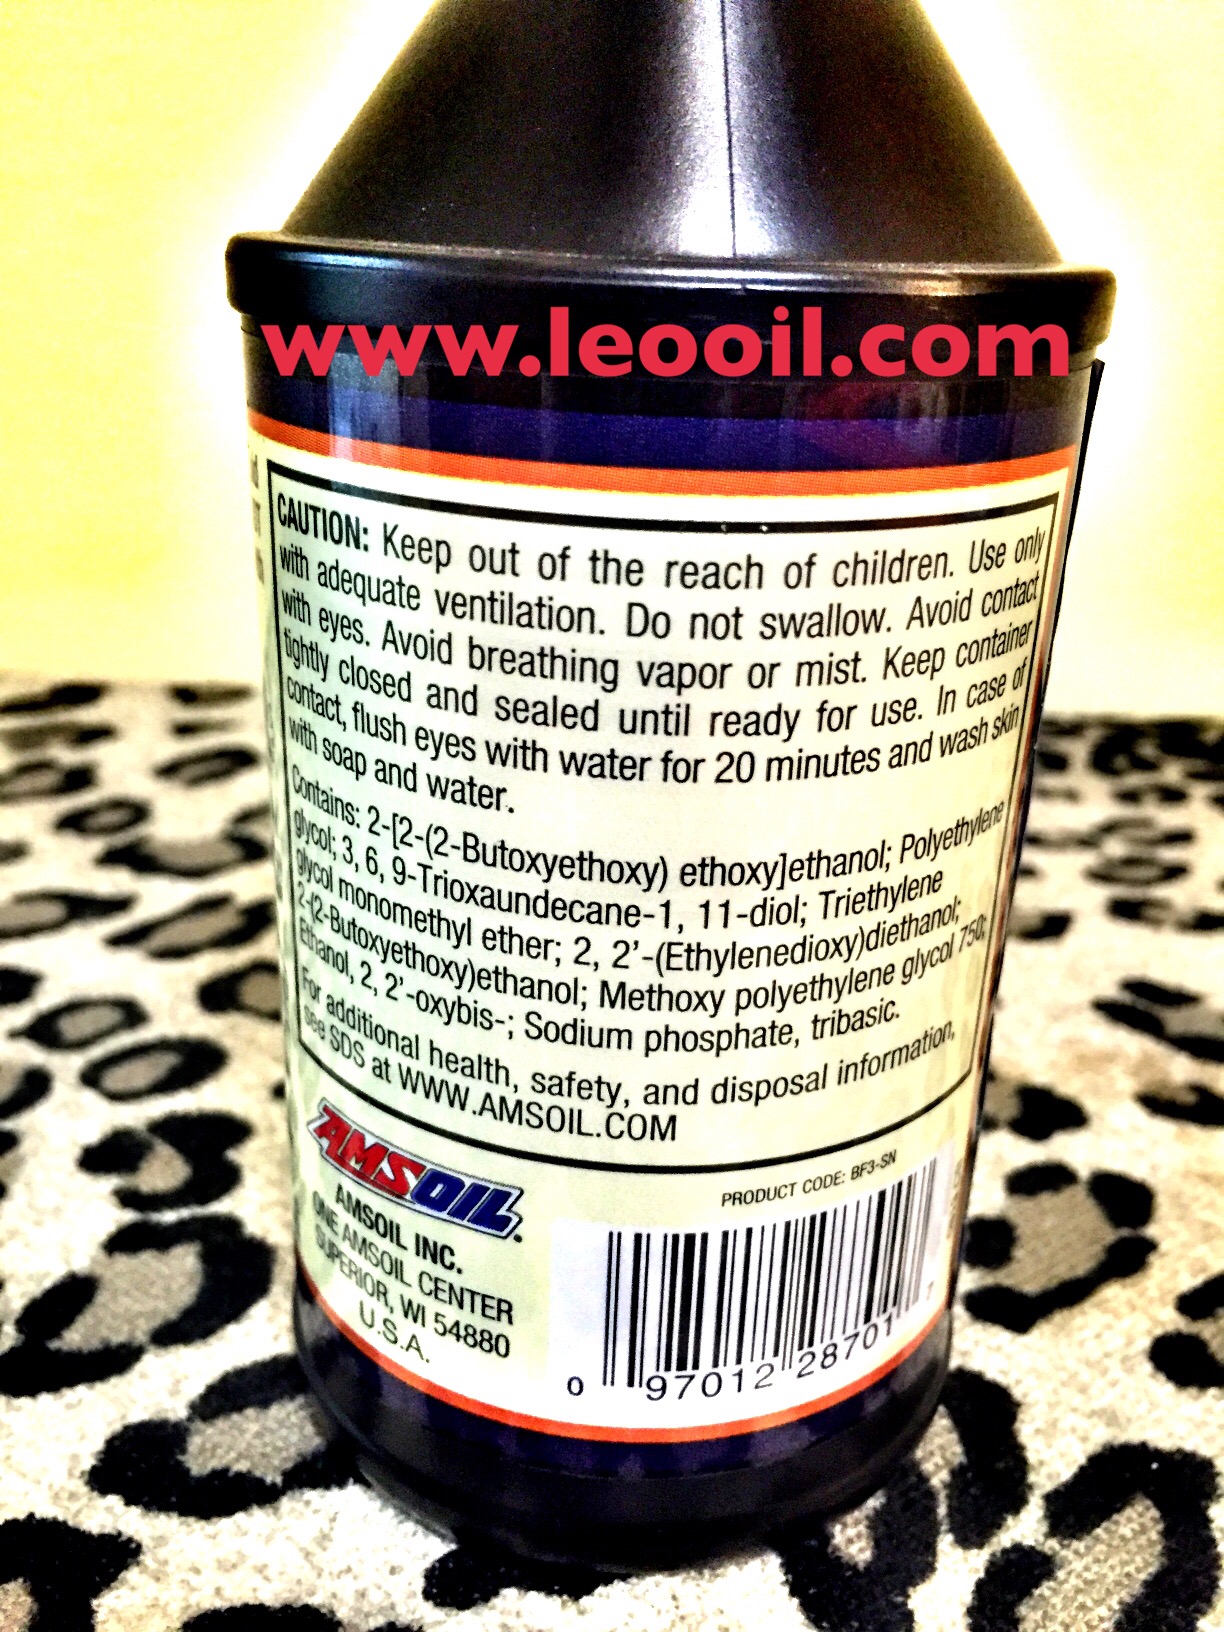 www.leooil.com
CAUTION: Keep out of the reach of children. Use only
with adequate ventilation. Do not swallow. Avoid contact
with eyes. Avoid breathing vapor or mist. Keep container
tightly closed and sealed until ready for use. In case of
contact, flush eyes with water for 20 minutes and wash skin
with soap and water.
Contains: 2-[2-(2-Butoxyethoxy) ethoxy]ethanol; Polyethylene
glycol; 3, 6, 9-Trioxaundecane-1, 11-diol; Triethylene
glycol monomethyl ether; 2, 2'-(Ethylenedioxy)diethanol;
2-(2-Butoxyethoxy)ethanol; Methoxy polyethylene glycol 750;
Ethanol, 2, 2'-oxybis-; Sodium phosphate, tribasic.
For additional health, safety, and disposal information,
see SDS at WWW.AMSOIL.COM
AMSOIL.
AMSOIL INC.
ONE AMSOIL CENTER
SUPERIOR, WI 54880
U.S.A.
PRODUCT CODE: BF3-SN
0 97012 28701 7